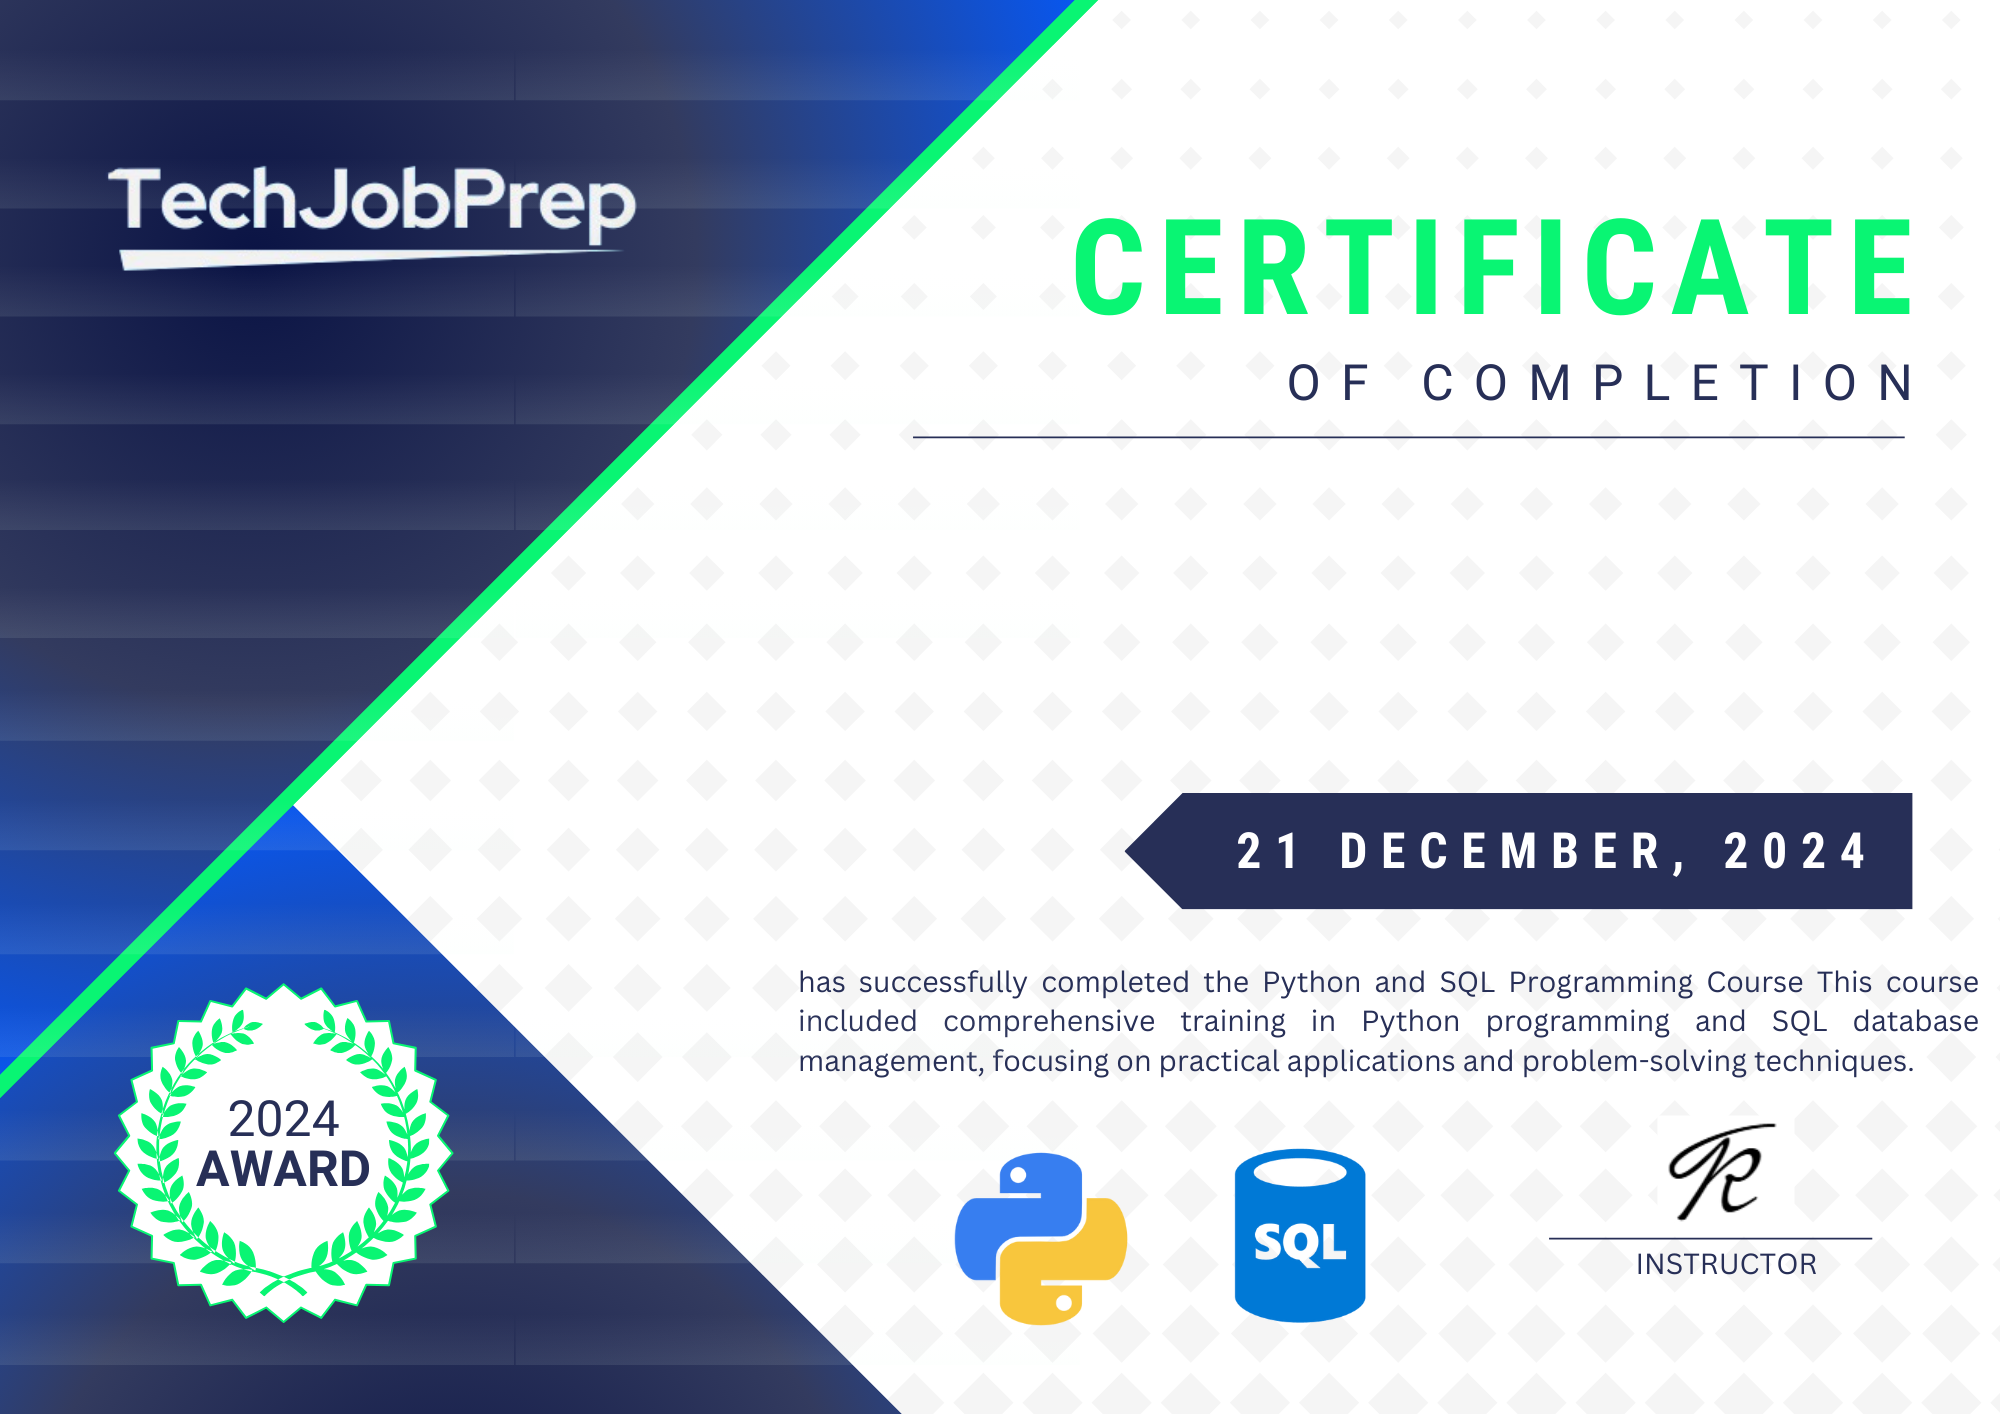 TechJobPrep
CERTIFICATE
OF COMPLETION
21 DECEMBER, 2024
has successfully completed the Python and SQL Programming Course This course
included comprehensive training in Python programming and SQL database
management, focusing on practical applications and problem-solving techniques.
2024
AWARD
SQL
INSTRUCTOR